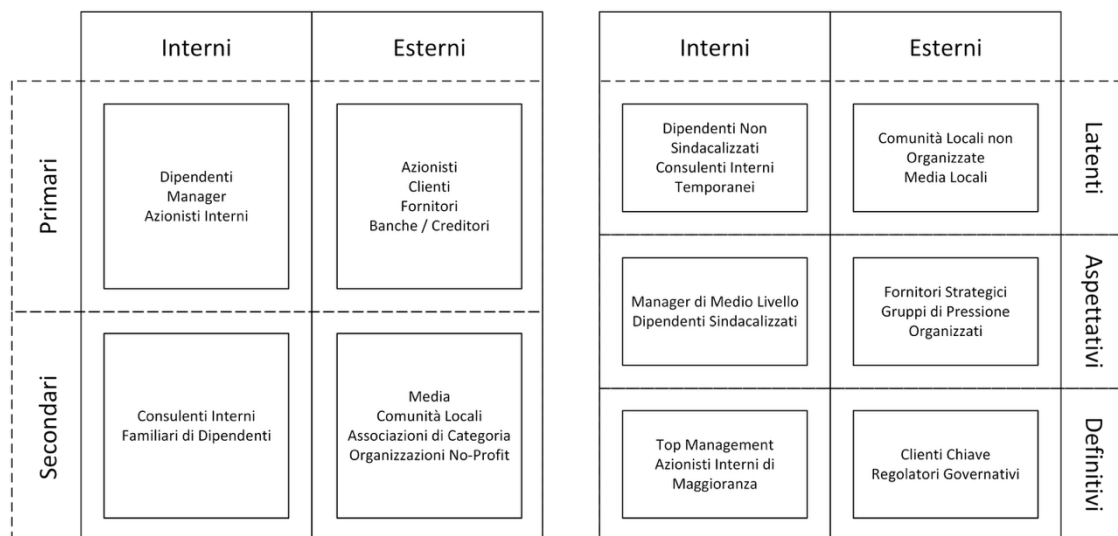 Interni
Esterni
Primari
Dipendenti
Manager
Azionisti Interni
Azionisti
Clienti
Fornitori
Banche / Creditori
Secondari
Consulenti Interni
Familiari di Dipendenti
Media
Comunità Locali
Associazioni di Categoria
Organizzazioni No-Profit
Interni
Esterni
Dipendenti Non
Sindacalizzati
Consulenti Interni
Temporanei
Comunità Locali non
Organizzate
Media Locali
Latenti
Manager di Medio Livello
Dipendenti Sindacalizzati
Fornitori Strategici
Gruppi di Pressione
Organizzati
Aspettativi
Top Management
Azionisti Interni di
Maggioranza
Clienti Chiave
Regolatori Governativi
Definitivi